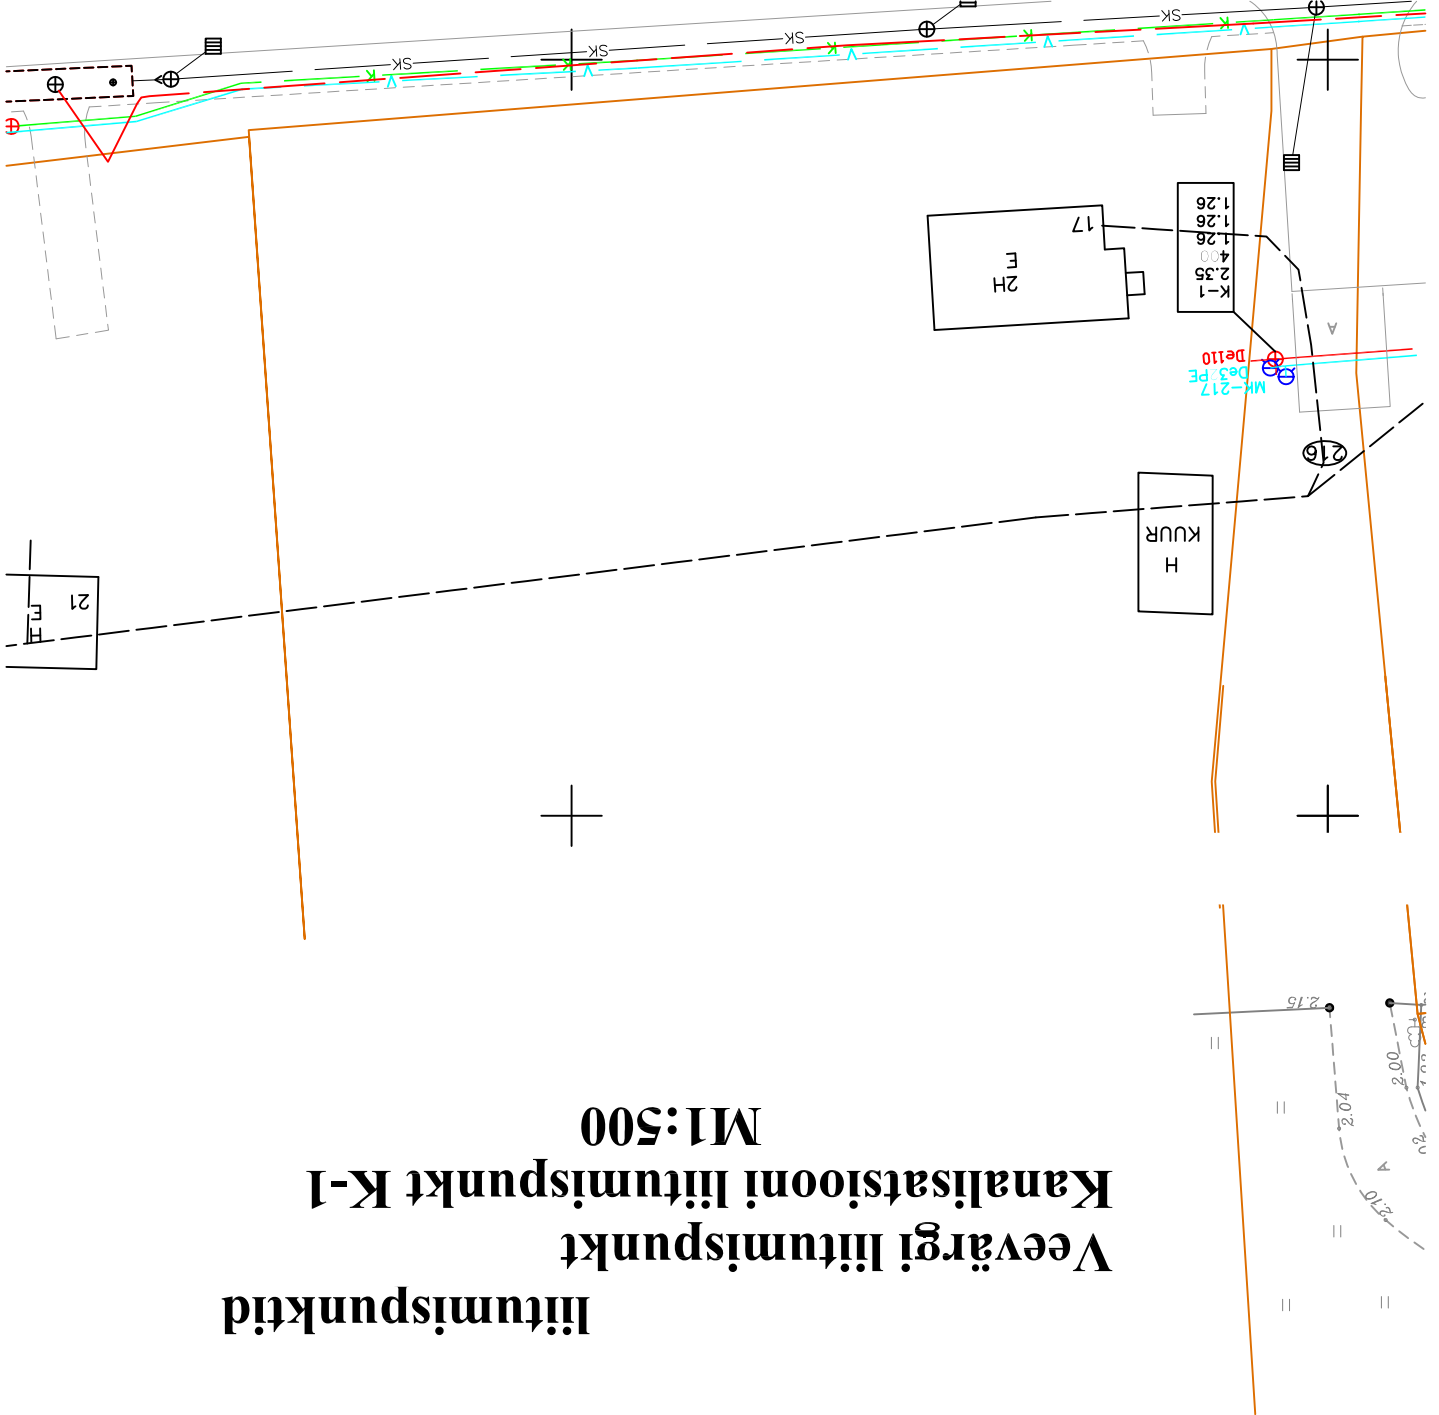 liitumispunktid
Veevärgi liitumispunkt
Kanalisatsiooni liitumispunkt K-1
M1:500
2.10
A
2.04
2.00
2.15
H
KUUR
21
H
E
216
MK-217
De3 PE
De110
A
K-1
2.35
400
1.26
1.26
1.26
2H
E
17
SK
SK
SK
SK
K
K
K
K
K
V
V
V
V
V